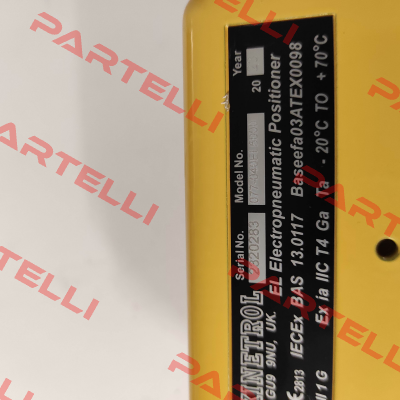 Serial No. Model No. Year
20
KINETROL
GU9 9NU, UK. EL Electropneumatic Positioner
2813 IECEx BAS 13.0117 Baseefa03ATEX0098
II 1 G Ex ia IIC T4 Ga Ta - 20°C TO + 70°C
PARTELLI
PARTELLI
PARTELLI
PARTELLI